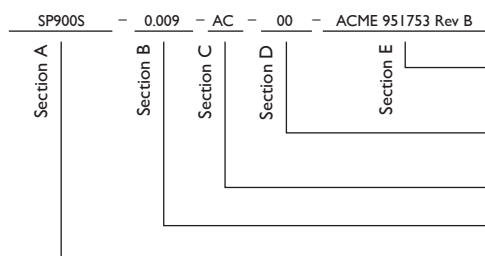 SP900S - 0.009 - AC - 00 - ACME 951753 Rev B
Section A
Section B
Section C
Section D
Section E